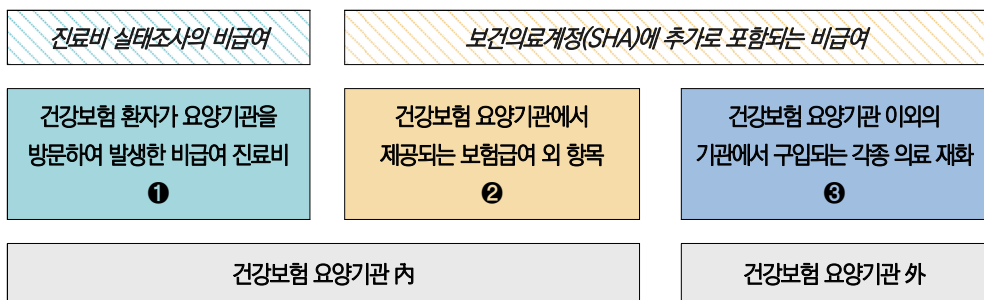 진료비 실태조사의 비급여
보건의료계정(SHA)에 추가로 포함되는 비급여
건강보험 환자가 요양기관을
방문하여 발생한 비급여 진료비
❶
건강보험 요양기관에서
제공되는 보험급여 외 항목
❷
건강보험 요양기관 이외의
기관에서 구입되는 각종 의료 재화
❸
건강보험 요양기관 內
건강보험 요양기관 外